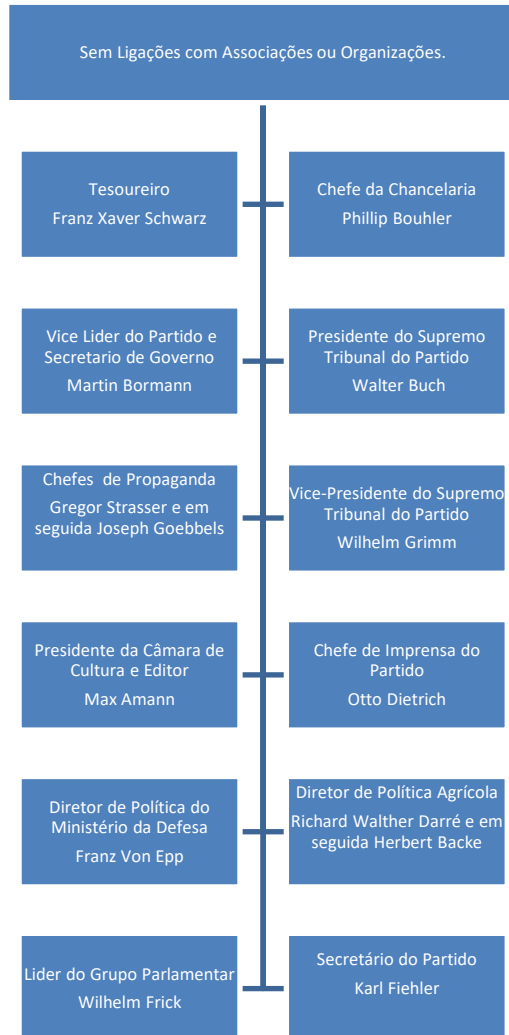 Sem Ligações com Associações ou Organizações.
Tesoureiro
Franz Xaver Schwarz
Chefe da Chancelaria
Phillip Bouhler
Vice Lider do Partido e
Secretario de Governo
Martin Bormann
Presidente do Supremo
Tribunal do Partido
Walter Buch
Chefes  de Propaganda
Gregor Strasser e em
seguida Joseph Goebbels
Vice-Presidente do Supremo
Tribunal do Partido
Wilhelm Grimm
Presidente da Câmara de
Cultura e Editor
Max Amann
Chefe de Imprensa do
Partido
Otto Dietrich
Diretor de Política do
Ministério da Defesa
Franz Von Epp
Diretor de Política Agrícola
Richard Walther Darré e em
seguida Herbert Backe
Lider do Grupo Parlamentar
Wilhelm Frick
Secretário do Partido
Karl Fiehler